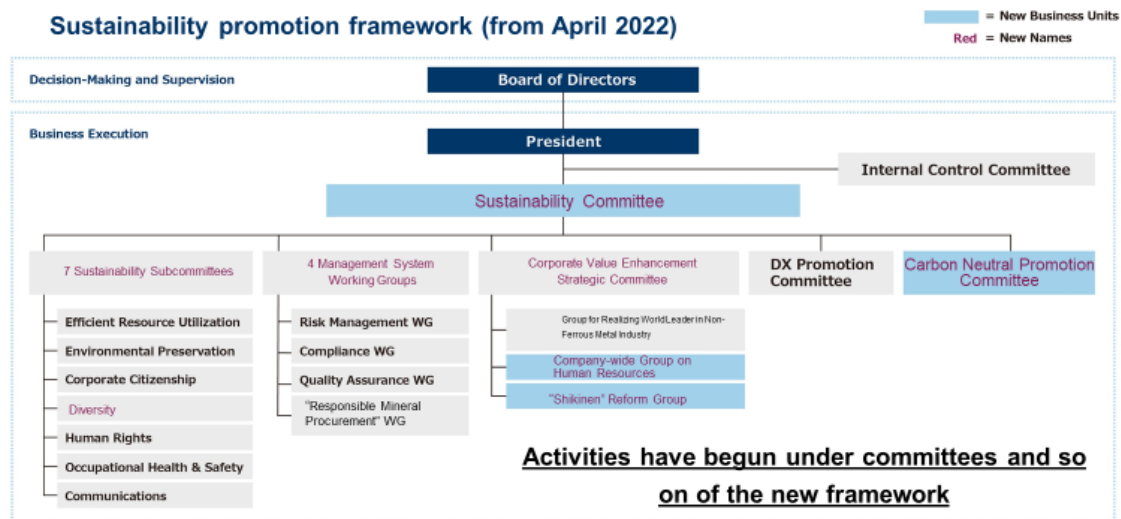 Sustainability promotion framework (from April 2022)
= New Business Units
Red = New Names
Decision-Making and Supervision
Board of Directors
Business Execution
President
Internal Control Committee
Sustainability Committee
7 Sustainability Subcommittees
Efficient Resource Utilization
Environmental Preservation
Corporate Citizenship
Diversity
Human Rights
Occupational Health & Safety
Communications
4 Management System
Working Groups
Risk Management WG
Compliance WG
Quality Assurance WG
"Responsible Mineral
Procurement" WG
Corporate Value Enhancement
Strategic Committee
Group for Realizing WorldLeader in Non-
Ferrous Metal Industry
Company-wide Group on
Human Resources
"Shikinen" Reform Group
DX Promotion
Committee
Carbon Neutral Promotion
Committee
Activities have begun under committees and so
on of the new framework